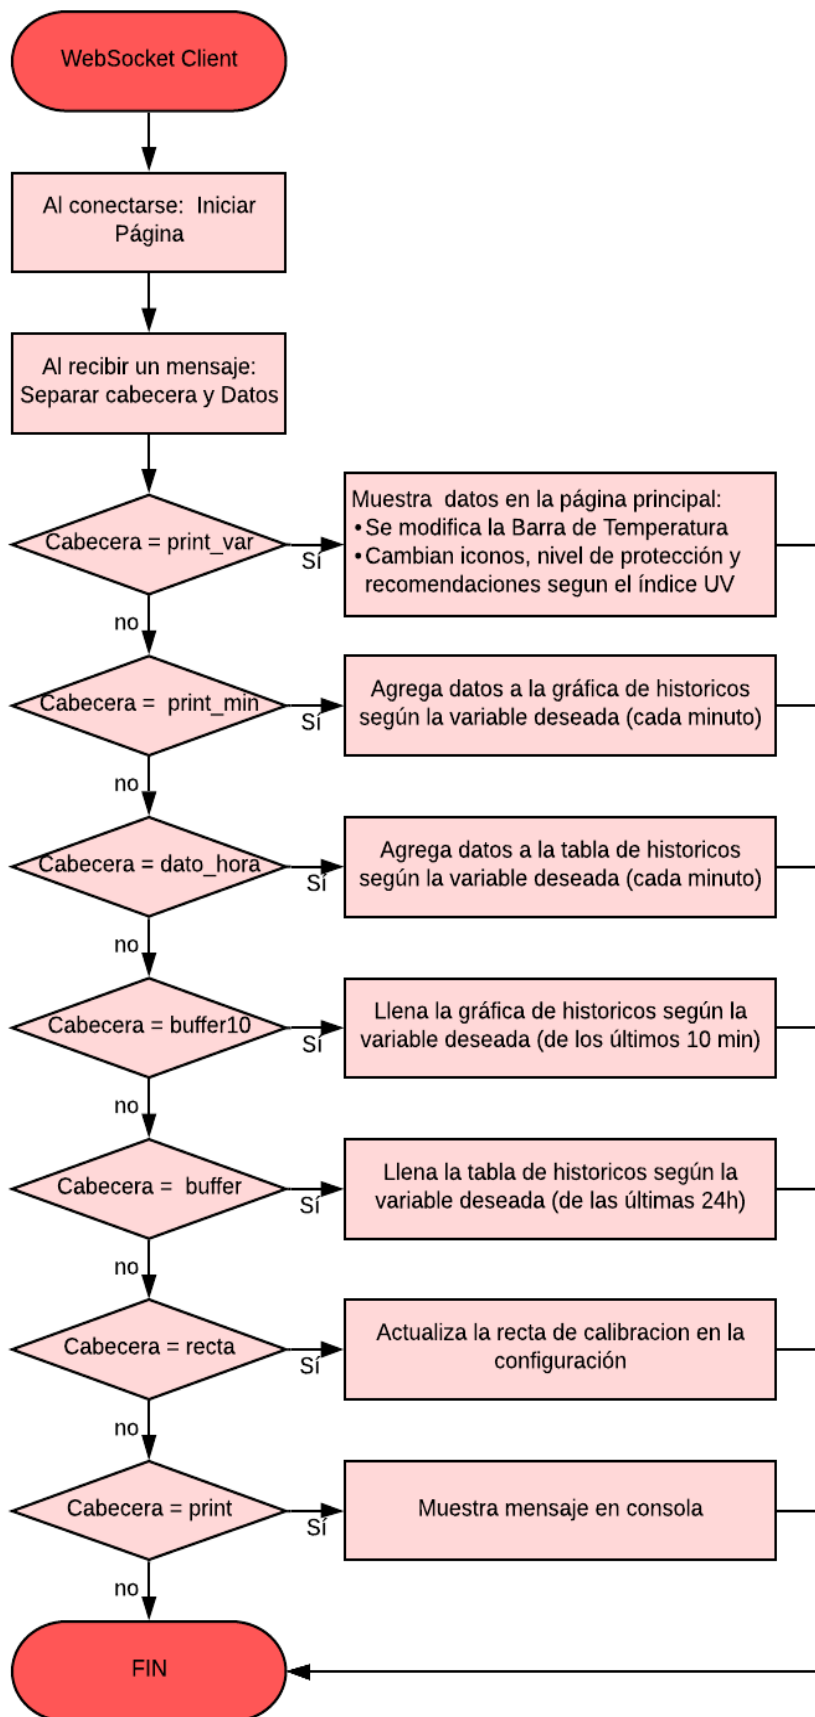 WebSocket Client
Al conectarse:  Iniciar
Página
Al recibir un mensaje:
Separar cabecera y Datos
Cabecera = print_var
Sí
Muestra  datos en la página principal:
• Se modifica la Barra de Temperatura
• Cambian iconos, nivel de protección y
recomendaciones segun el índice UV
no
Cabecera =  print_min
Sí
Agrega datos a la gráfica de historicos
según la variable deseada (cada minuto)
no
Cabecera = dato_hora
Sí
Agrega datos a la tabla de historicos
según la variable deseada (cada minuto)
no
Cabecera = buffer10
Sí
Llena la gráfica de historicos según la
variable deseada (de los últimos 10 min)
no
Cabecera =  buffer
Sí
Llena la tabla de historicos según la
variable deseada (de las últimas 24h)
no
Cabecera = recta
Sí
Actualiza la recta de calibracion en la
configuración
no
Cabecera = print
Sí
Muestra mensaje en consola
no
FIN